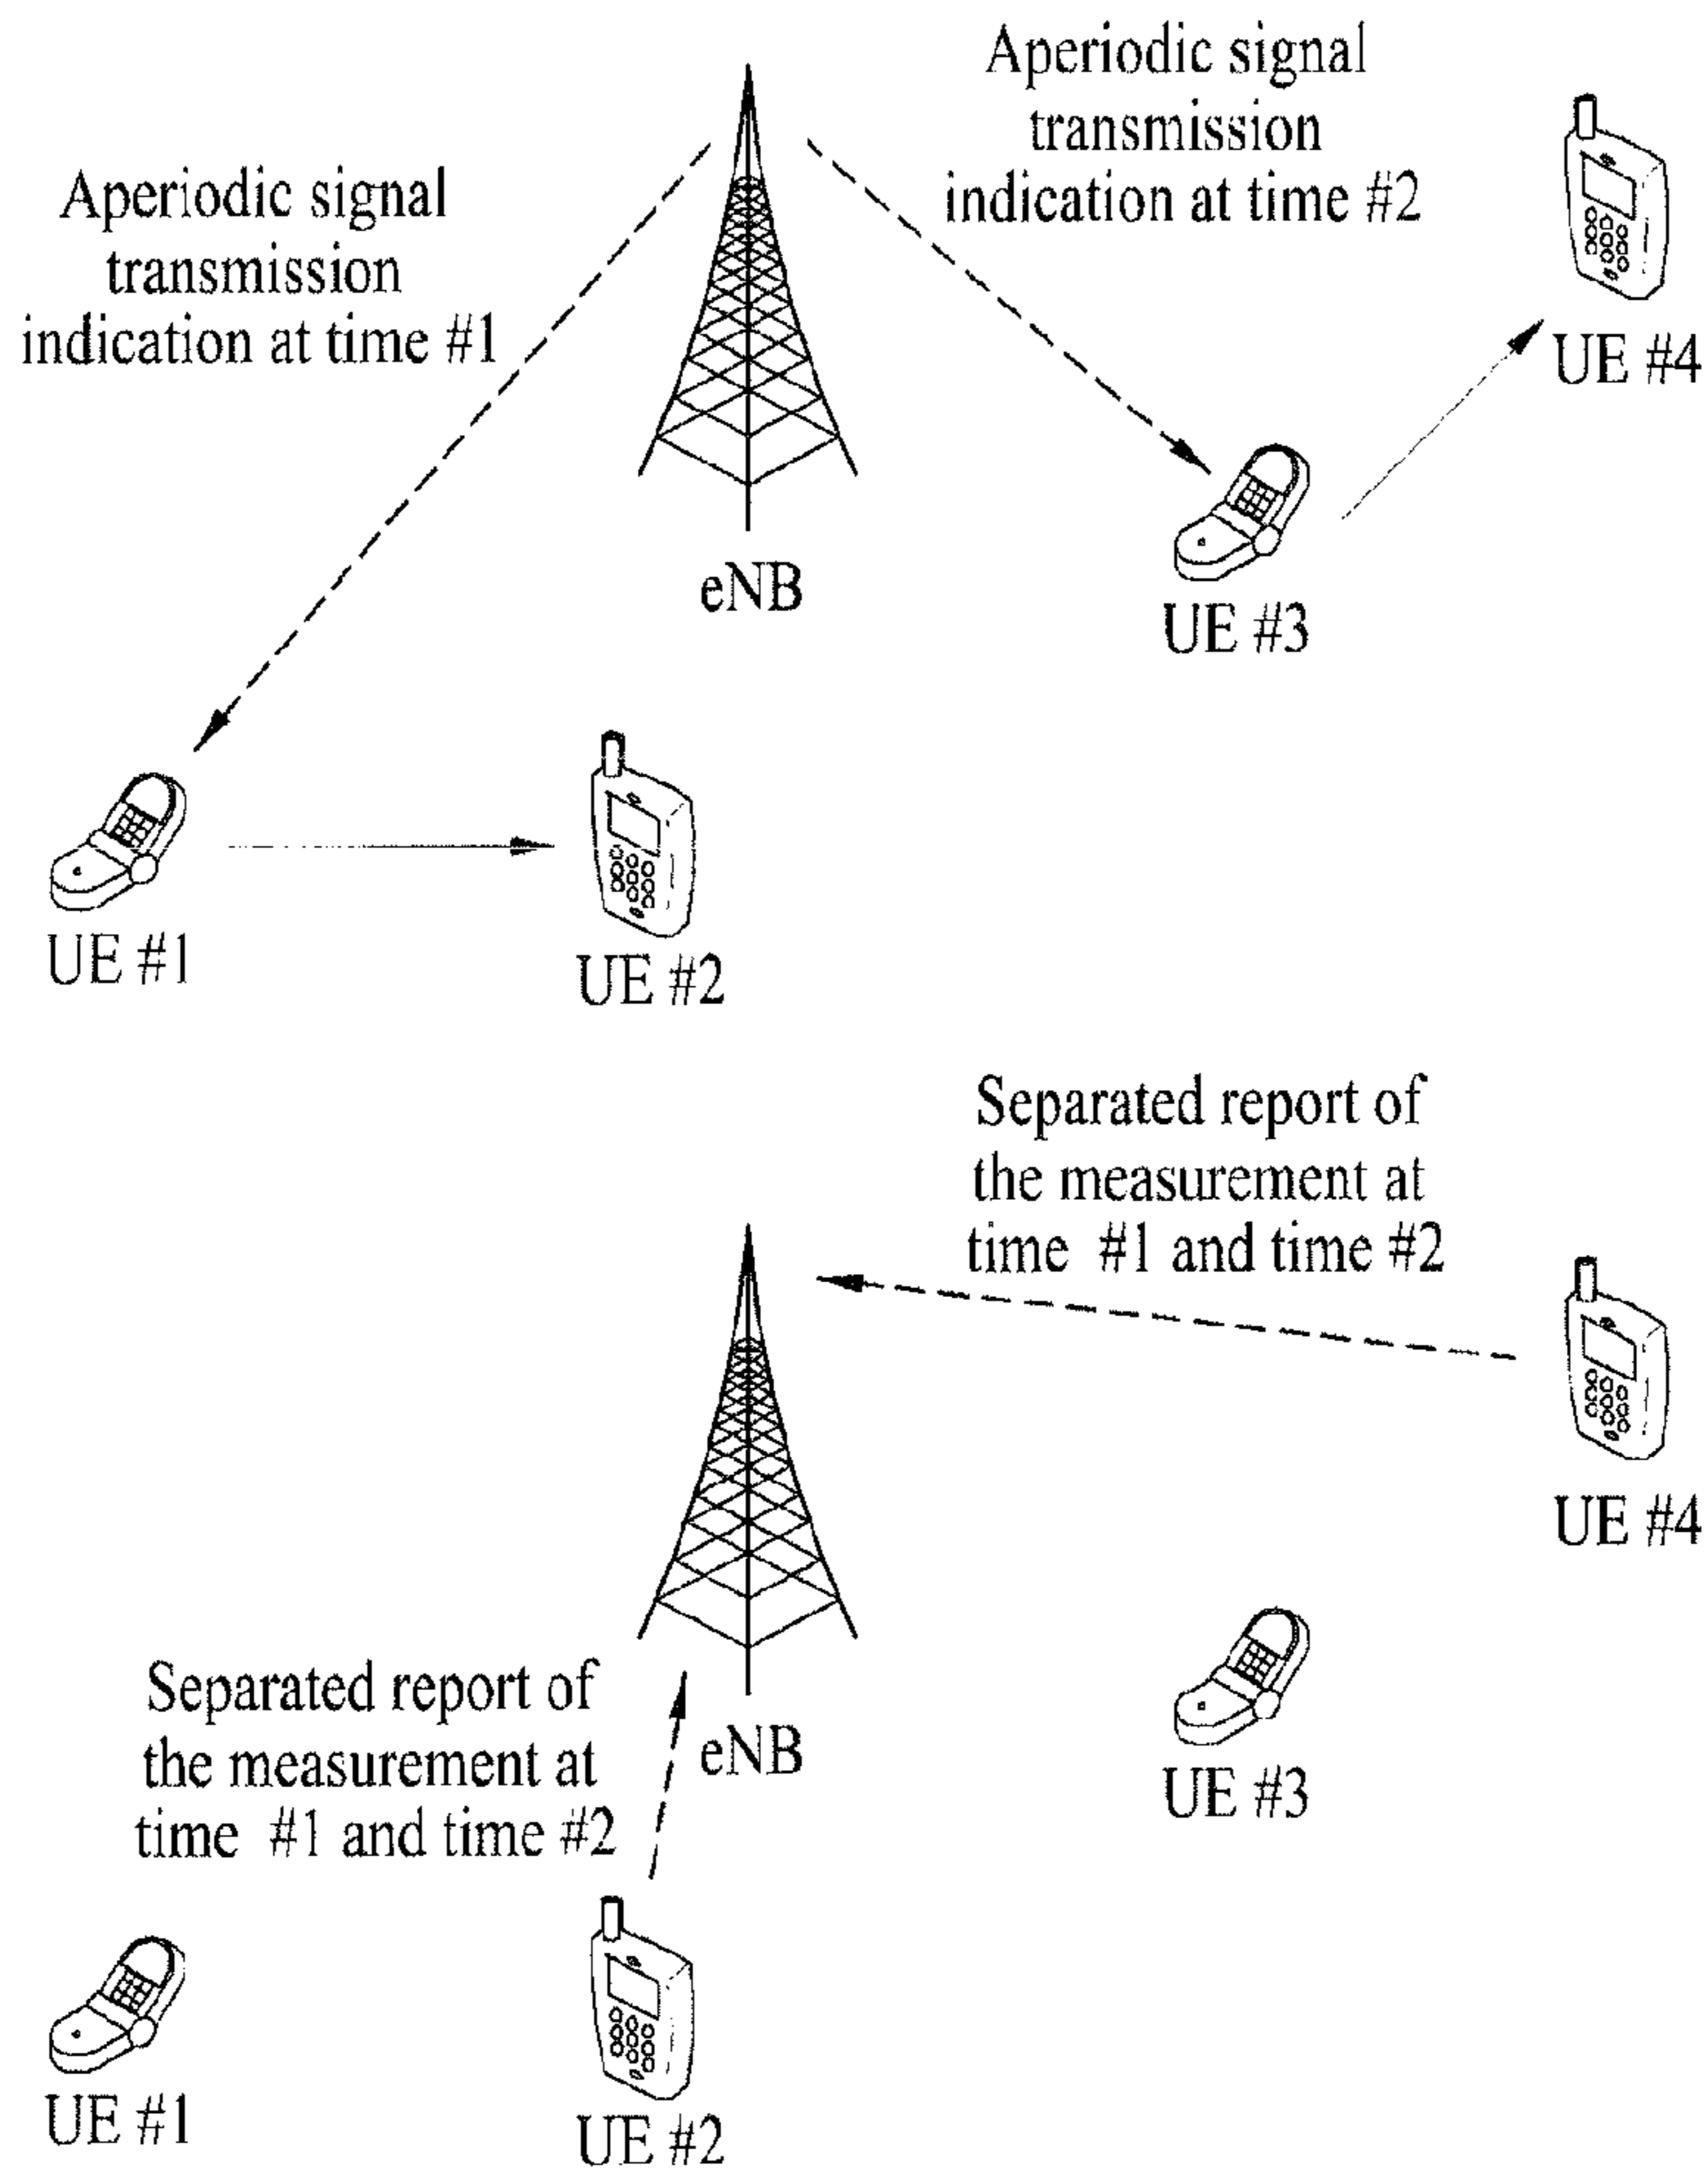 Aperiodic signal
transmission
indication at time #2
Aperiodic signal
transmission
indication at time #1
UE #4
eNB
UE #3
UE #1
UE #2
Separated report of
the measurement at
time #1 and time #2
UE #4
Separated report of
the measurement at
time #1 and time #2
eNB
UE #3
UE #1
UE #2